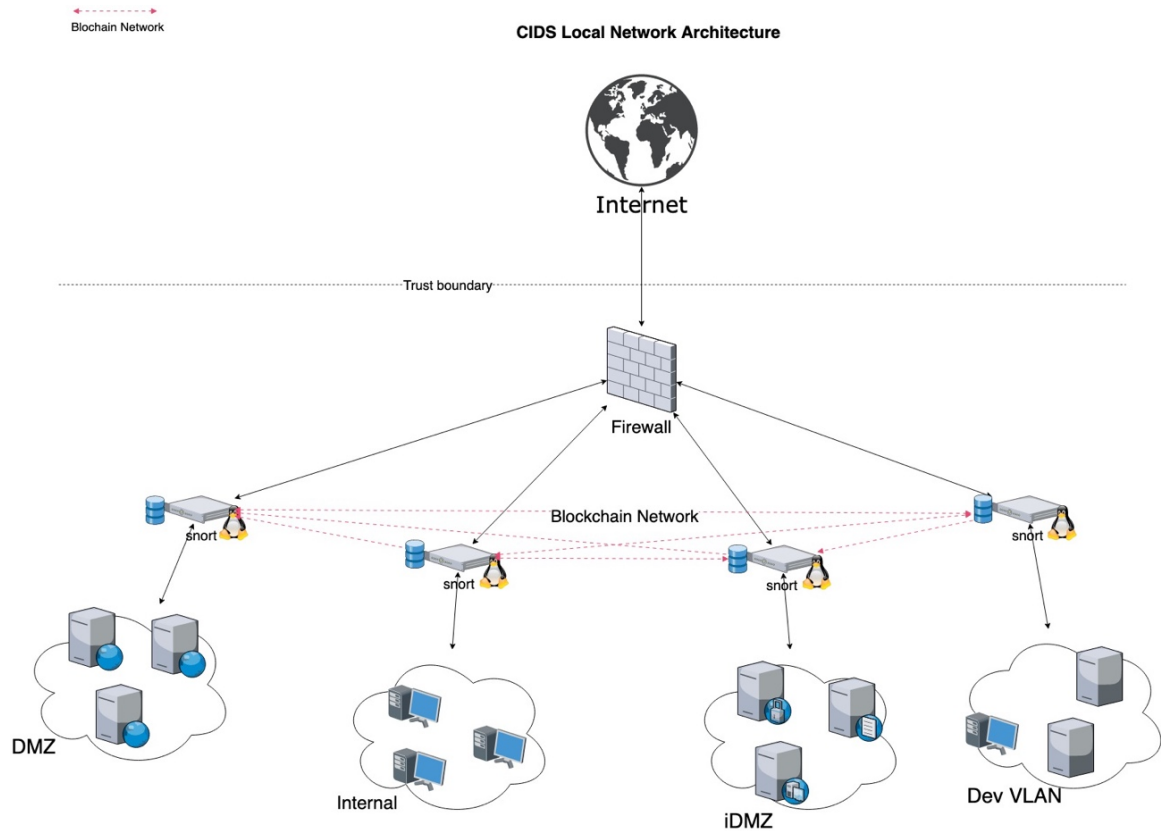 Blochain Network
CIDS Local Network Architecture
Internet
Trust boundary
Firewall
Blockchain Network
snort
snort
snort
snort
DMZ
Internal
iDMZ
Dev VLAN